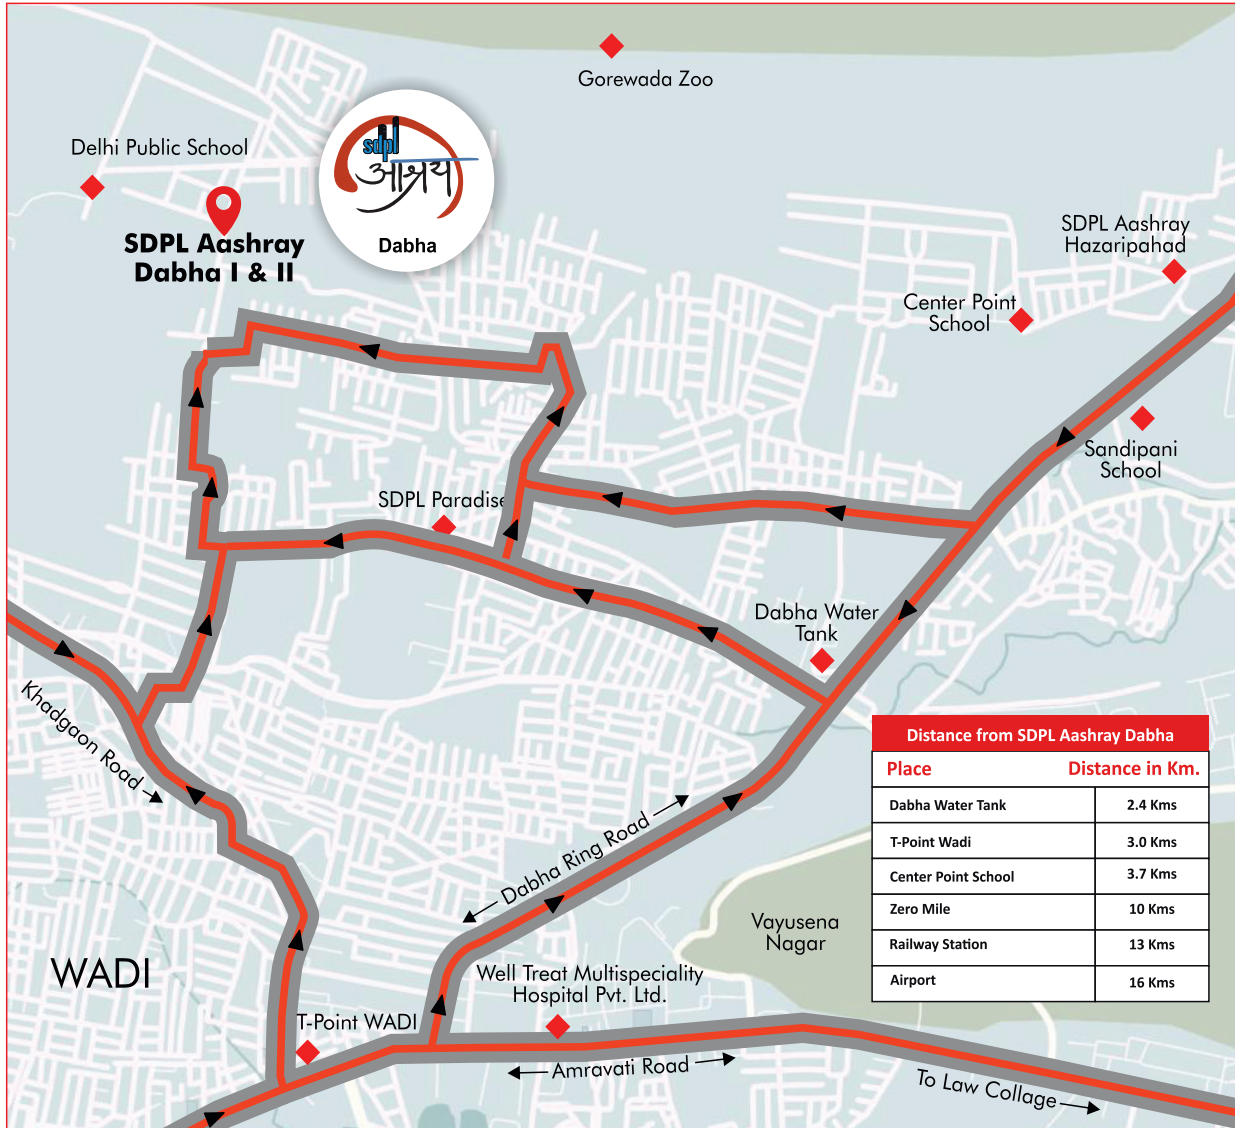 Gorewada Zoo
Delhi Public School
sdpl
आश्रय
Dabha
SDPL Aashray
Dabha I & II
SDPL Aashray
Hazaripahad
Center Point
School
Sandipani
School
SDPL Paradise
Dabha Water
Tank
Khadgaon Road
Dabha Ring Road
Distance from SDPL Aashray Dabha
Place Distance in Km.
Dabha Water Tank 2.4 Kms
T-Point Wadi 3.0 Kms
Center Point School 3.7 Kms
Zero Mile 10 Kms
Railway Station 13 Kms
Airport 16 Kms
Vayusena
Nagar
WADI
Well Treat Multispeciality
Hospital Pvt. Ltd.
T-Point WADI
Amravati Road
To Law Collage